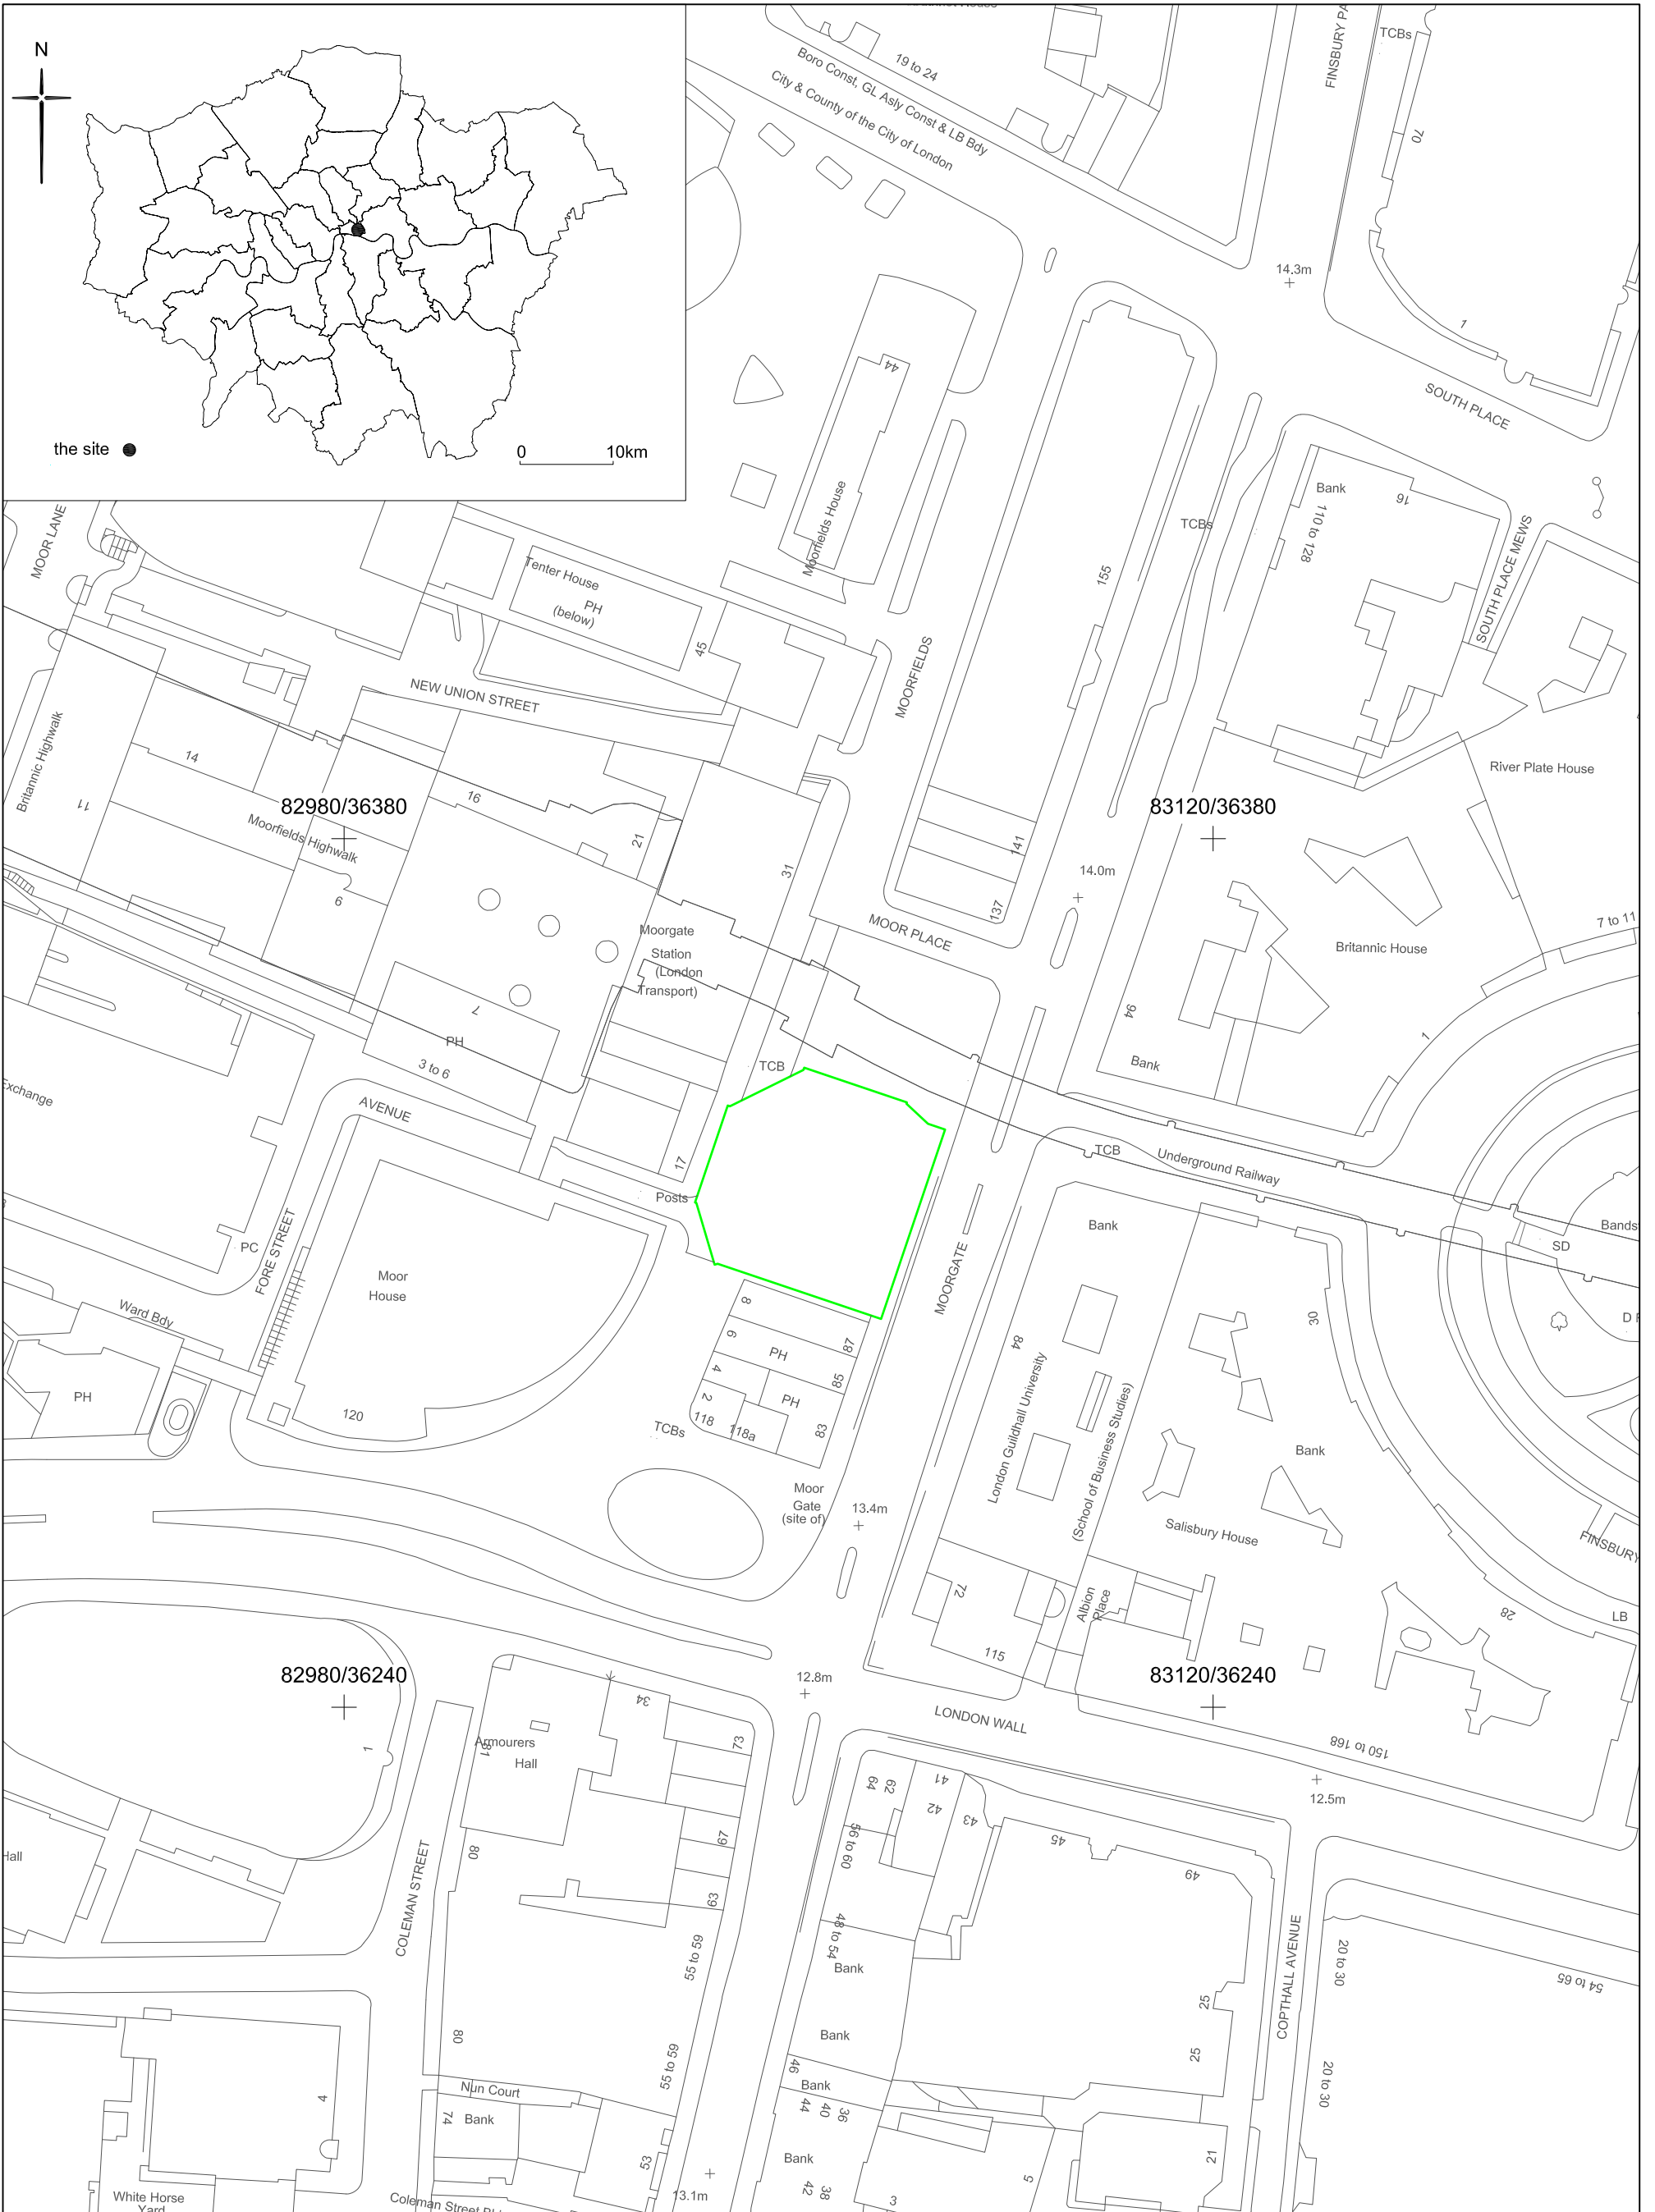 N
the site
0
10km
19 to 24
Boro Const, GL Asly Const & LB Bdy
City & County of the City of London
FINSBURY PA
TCBs
70
14.3m
1
SOUTH PLACE
44
Moorfields House
MOOR LANE
Tenter House
PH
(below)
45
TCBs
Bank
16
110 to 128
SOUTH PLACE MEWS
155
NEW UNION STREET
MOORFIELDS
Britannic Highwalk
14
11
82980/36380
Moorfields Highwalk
16
21
6
31
141
137
83120/36380
14.0m
River Plate House
7 to 11
Britannic House
MOOR PLACE
Moorgate
Station
(London
Transport)
94
Bank
1
7
PH
3 to 6
TCB
Exchange
AVENUE
17
Posts
TCB
Underground Railway
Bank
Bands
SD
PC
FORE STREET
Moor
House
MOORGATE
Ward Bdy
PH
120
8
6
4
2
PH
PH
87
85
83
118
118a
TCBs
84
London Guildhall University
(School of Business Studies)
30
Bank
Salisbury House
Moor
Gate
(site of)
13.4m
FINSBURY
72
Albion
Place
115
28
LB
82980/36240
12.8m
83120/36240
LONDON WALL
150 to 168
12.5m
1
34
Armourers
Hall
81
73
67
63
80
COLEMAN STREET
Hall
64
62
41
42
43
45
49
56 to 60
48 to 54
Bank
55 to 59
25
COPTHALL AVENUE
20 to 30
54 to 65
80
Bank
25
55 to 59
46
Bank
44
40
36
20 to 30
Nun Court
74
Bank
4
53
Bank
42
38
21
5
3
13.1m
White Horse
Yard
Coleman Street